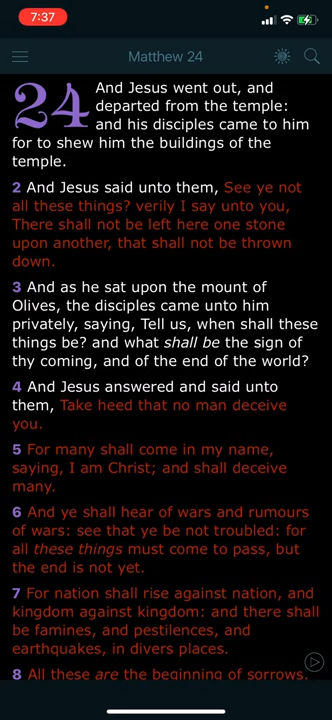 7:37
Matthew 24
24 And Jesus went out, and
departed from the temple:
and his disciples came to him
for to shew him the buildings of the
temple.
2 And Jesus said unto them, See ye not
all these things? verily I say unto you,
There shall not be left here one stone
upon another, that shall not be thrown
down.
3 And as he sat upon the mount of
Olives, the disciples came unto him
privately, saying, Tell us, when shall these
things be? and what shall be the sign of
thy coming, and of the end of the world?
4 And Jesus answered and said unto
them, Take heed that no man deceive
you.
5 For many shall come in my name,
saying, I am Christ; and shall deceive
many.
6 And ye shall hear of wars and rumours
of wars: see that ye be not troubled: for
all these things must come to pass, but
the end is not yet.
7 For nation shall rise against nation, and
kingdom against kingdom: and there shall
be famines, and pestilences, and
earthquakes, in divers places.
8 All these are the beginning of sorrows.